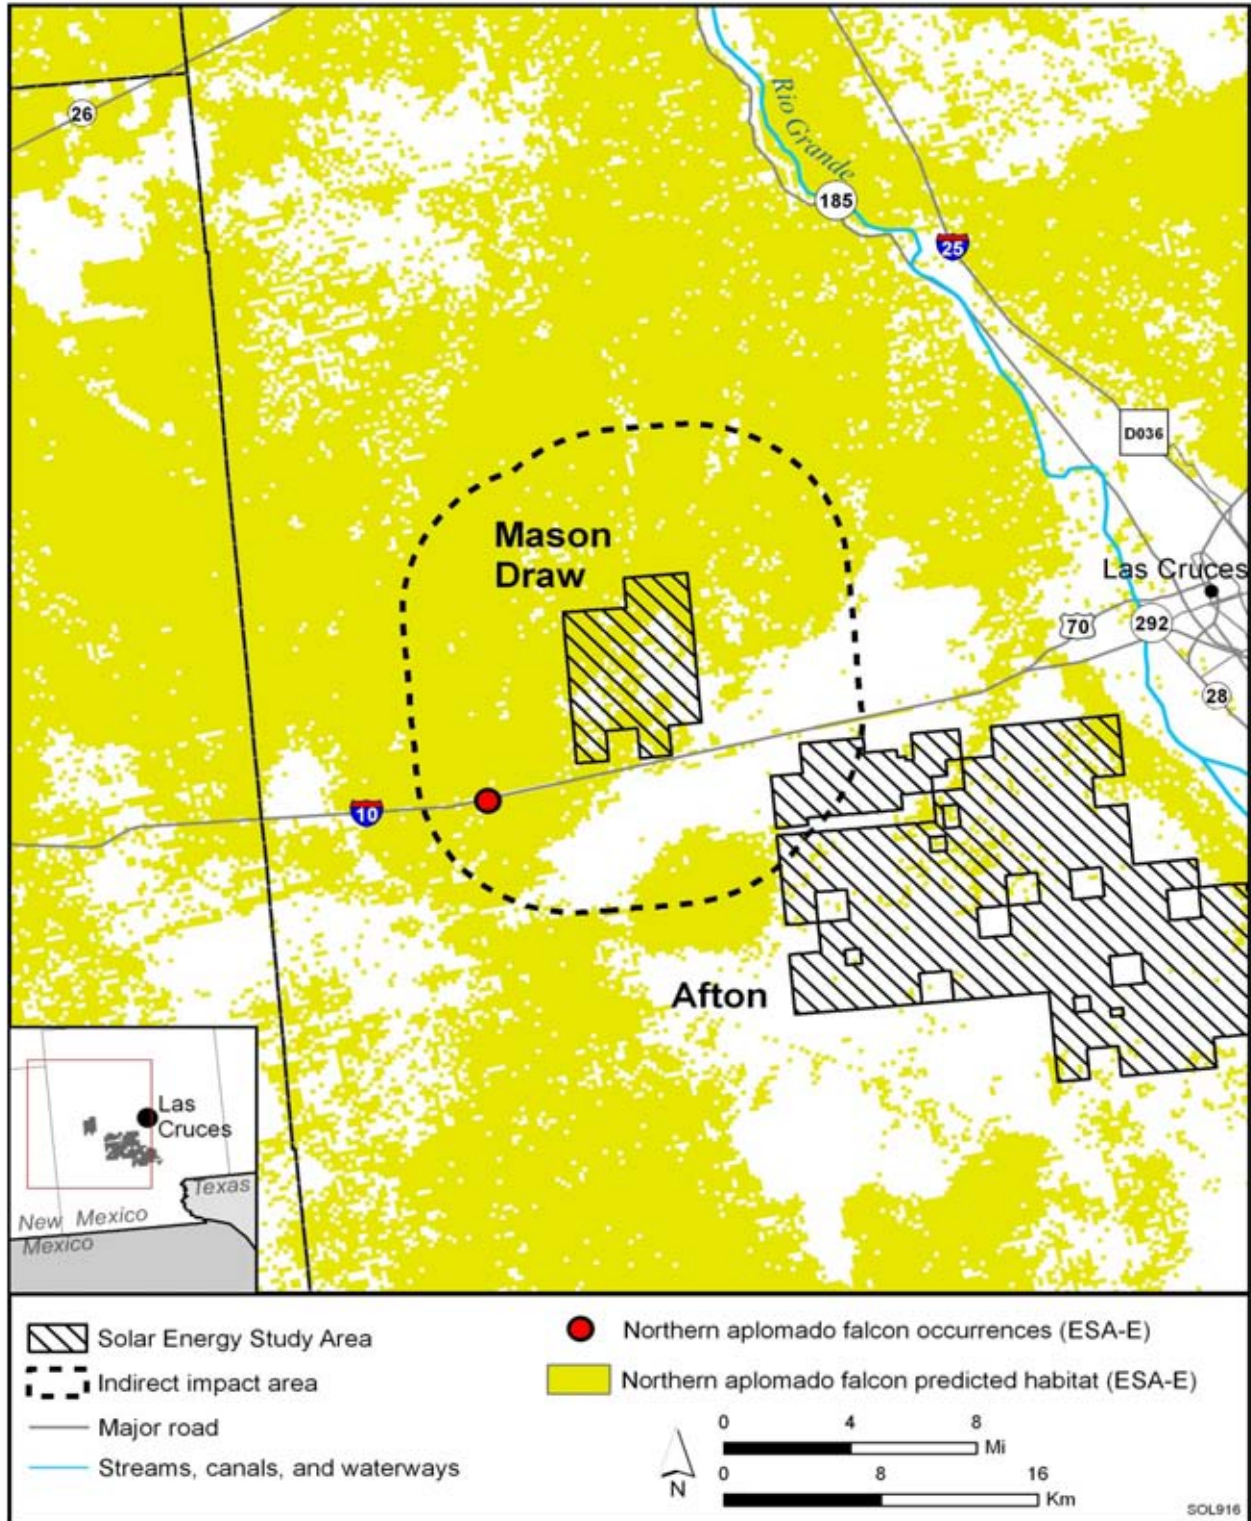 26
Rio Grande
185
25
D036
Mason
Draw
Las Cruces
70
292
28
10
Afton
Las
Cruces
Texas
New Mexico
Mexico
Solar Energy Study Area
Indirect impact area
Major road
Streams, canals, and waterways
Northern aplomado falcon occurrences (ESA-E)
Northern aplomado falcon predicted habitat (ESA-E)
0 4 8
Mi
0 8 16
Km
N
SOL916